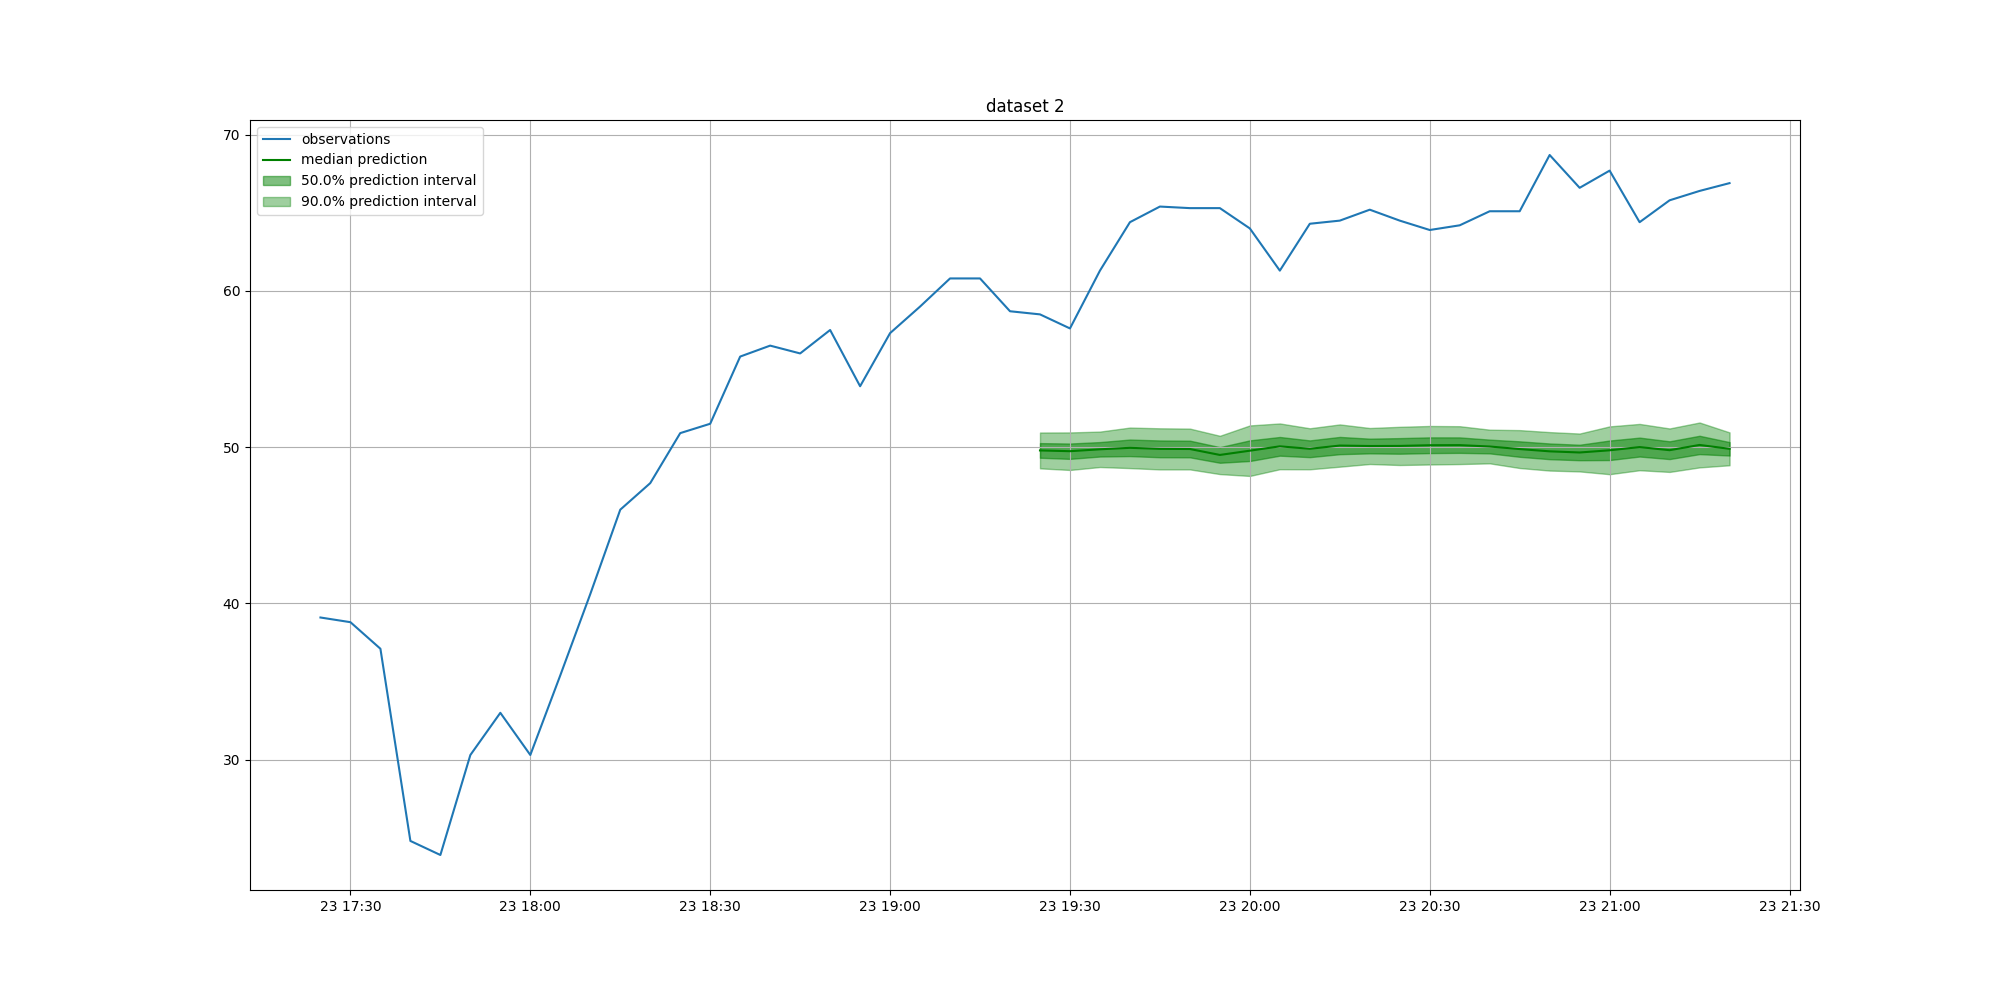 dataset 2
observations
median prediction
50.0% prediction interval
90.0% prediction interval
70
60
50
40
30
23 17:30 23 18:00 23 18:30 23 19:00 23 19:30 23 20:00 23 20:30 23 21:00 23 21:30